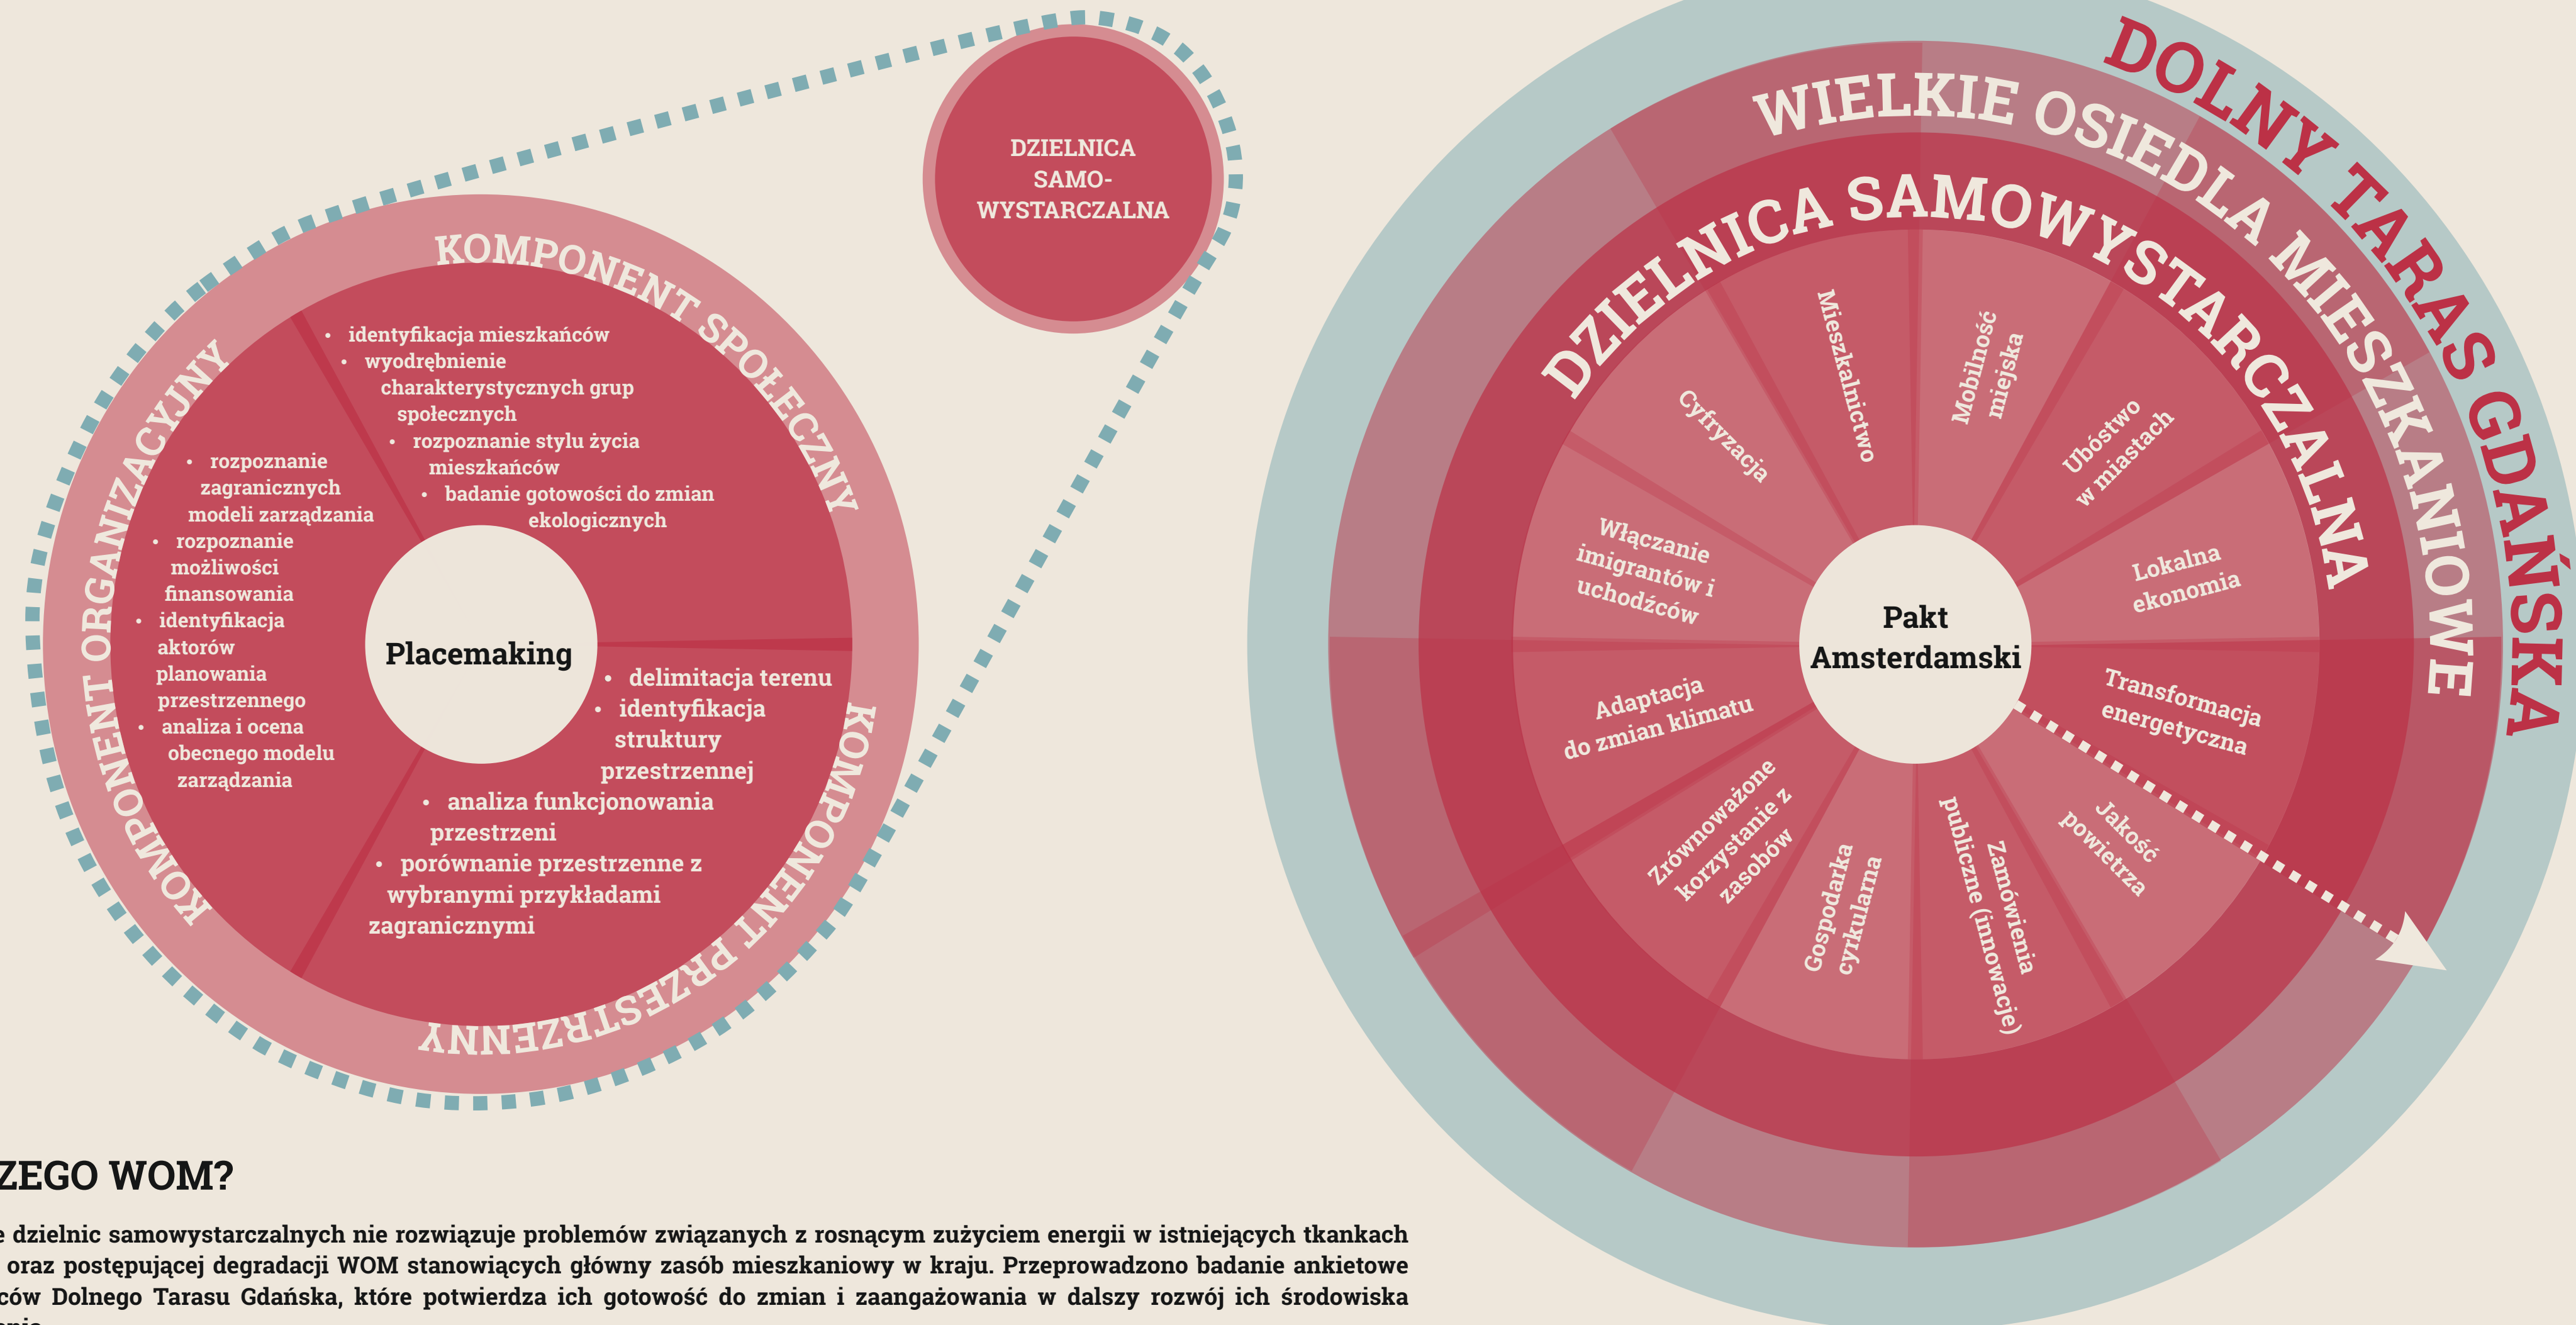 DZIELNICA
SAMO-
WYSTARCZALNA
KOMPONENT SPOŁECZNY
• identyfikacja mieszkańców
• wyodrębnienie
charakterystycznych grup
społecznych
• rozpoznanie stylu życia
mieszkańców
• badanie gotowości do zmian
ekologicznych
KOMPONENT ORGANIZACYJNY
• rozpoznanie
zagranicznych
modeli zarządzania
• rozpoznanie
możliwości
finansowania
• identyfikacja
aktorów
planowania
przestrzennego
• analiza i ocena
obecnego modelu
zarządzania
Placemaking
KOMPONENT PRZESTRZENNY
• delimitacja terenu
• identyfikacja
struktury
przestrzennej
• analiza funkcjonowania
przestrzeni
• porównanie przestrzenne z
wybranymi przykładami
zagranicznymi
DOLNY TARAS GDAŃSKA
WIELKIE OSIEDLA MIESZKANIOWE
DZIELNICA SAMOWYSTARCZALNA
Mieszkalnictwo
Mobilność
miejska
Ubóstwo
w miastach
Lokalna
ekonomia
Transformacja
energetyczna
Jakość
powietrza
Zamówienia
publiczne (innowacje)
Gospodarka
cyrkularna
Zrównoważone
korzystanie z
zasobów
Adaptacja
do zmian klimatu
Włączanie
imigrantów i
uchodźców
Cyfryzacja
Pakt
Amsterdamski
ZEGO WOM?
e dzielnic samowystarczalnych nie rozwiązuje problemów związanych z rosnącym zużyciem energii w istniejących tkankach
oraz postępującej degradacji WOM stanowiących główny zasób mieszkaniowy w kraju. Przeprowadzono badanie ankietowe
ców Dolnego Tarasu Gdańska, które potwierdza ich gotowość do zmian i zaangażowania w dalszy rozwój ich środowiska